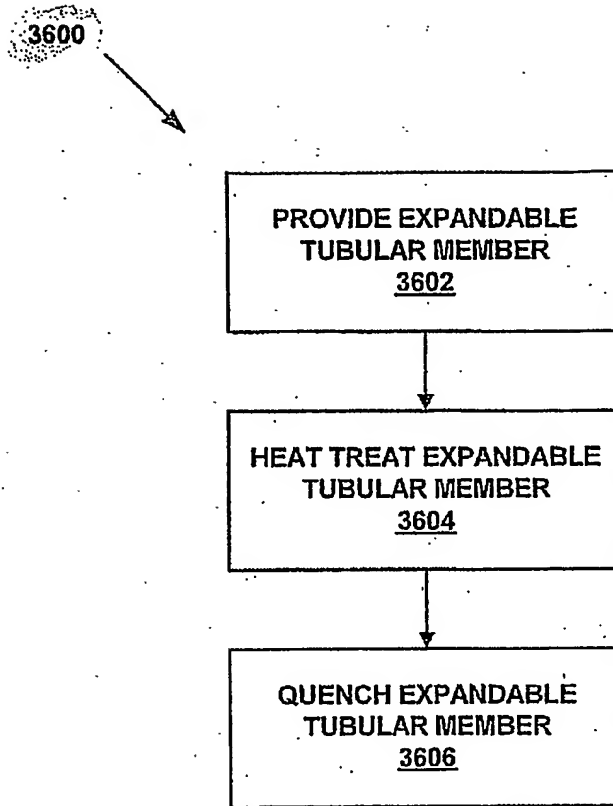 3600
PROVIDE EXPANDABLE
TUBULAR MEMBER
3602
HEAT TREAT EXPANDABLE
TUBULAR MEMBER
3604
QUENCH EXPANDABLE
TUBULAR MEMBER
3606